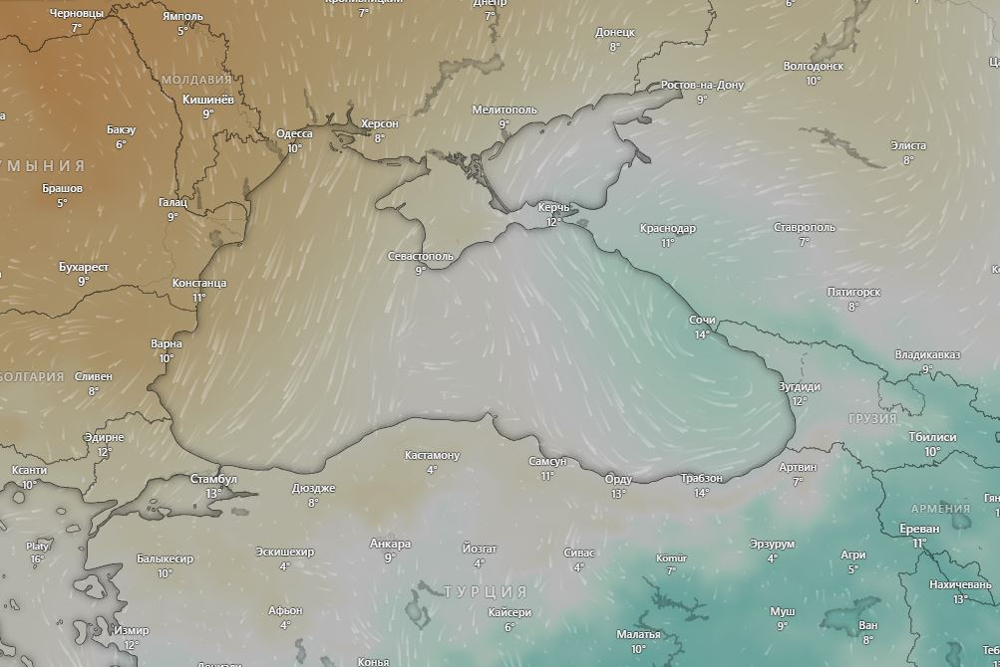 Черновцы
7°
Ямполь
5°
7°
Днепр
7°
6°
Донецк
8°
МОЛДАВИЯ
Кишинёв
9°
Волгодонск
10°
Ростов-на-Дону
9°
Мелитополь
9°
Бакэу
6°
Одесса
10°
Херсон
8°
Элиста
8°
УМЫНИЯ
Брашов
5°
Галац
9°
Керчь
12°
Краснодар
11°
Ставрополь
7°
Севастополь
9°
Бухарест
9°
Констанца
11°
Пятигорск
8°
Сочи
14°
Варна
10°
Владикавказ
9°
БОЛГАРИЯ
Сливен
8°
Зугдиди
12°
ГРУЗИЯ
Эдирне
12°
Тбилиси
10°
Кастамону
4°
Самсун
11°
Ксанти
10°
Стамбул
13°
Дюздже
8°
Орду
13°
Трабзон
14°
Артвин
7°
АРМЕНИЯ
Ереван
11°
Platy
16°
Балыкесир
10°
Эскишехир
4°
Анкара
9°
Йозгат
4°
Сивас
4°
Kömür
7°
Эрзурум
4°
Агри
5°
Нахичевань
13°
ТУРЦИЯ
Афьон
4°
Кайсери
6°
Измир
12°
Малатья
10°
Муш
9°
Ван
8°
Конья